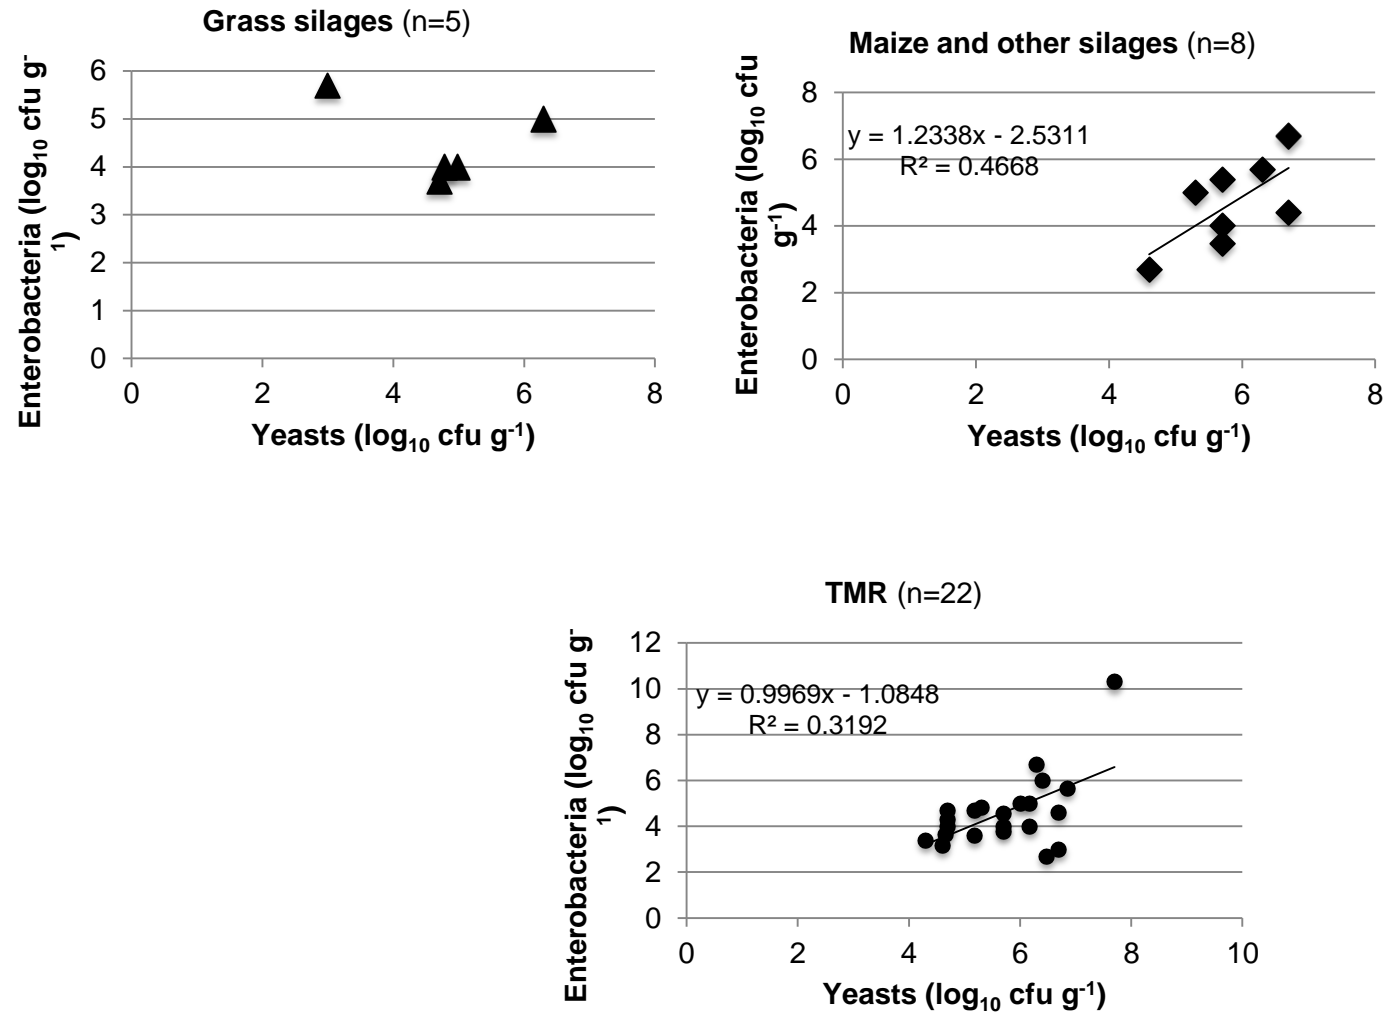 Grass silages (n=5)
Enterobacteria (log10 cfu g-
1)
6
5
4
3
2
1
0
0 2 4 6 8
Yeasts (log10 cfu g-1)
Maize and other silages (n=8)
Enterobacteria (log10 cfu
g-1)
8
6
4
2
0
y = 1.2338x - 2.5311
R² = 0.4668
0 2 4 6 8
Yeasts (log10 cfu g-1)
TMR (n=22)
Enterobacteria (log10 cfu g-
1)
12
10
8
6
4
2
0
y = 0.9969x - 1.0848
R² = 0.3192
0 2 4 6 8 10
Yeasts (log10 cfu g-1)